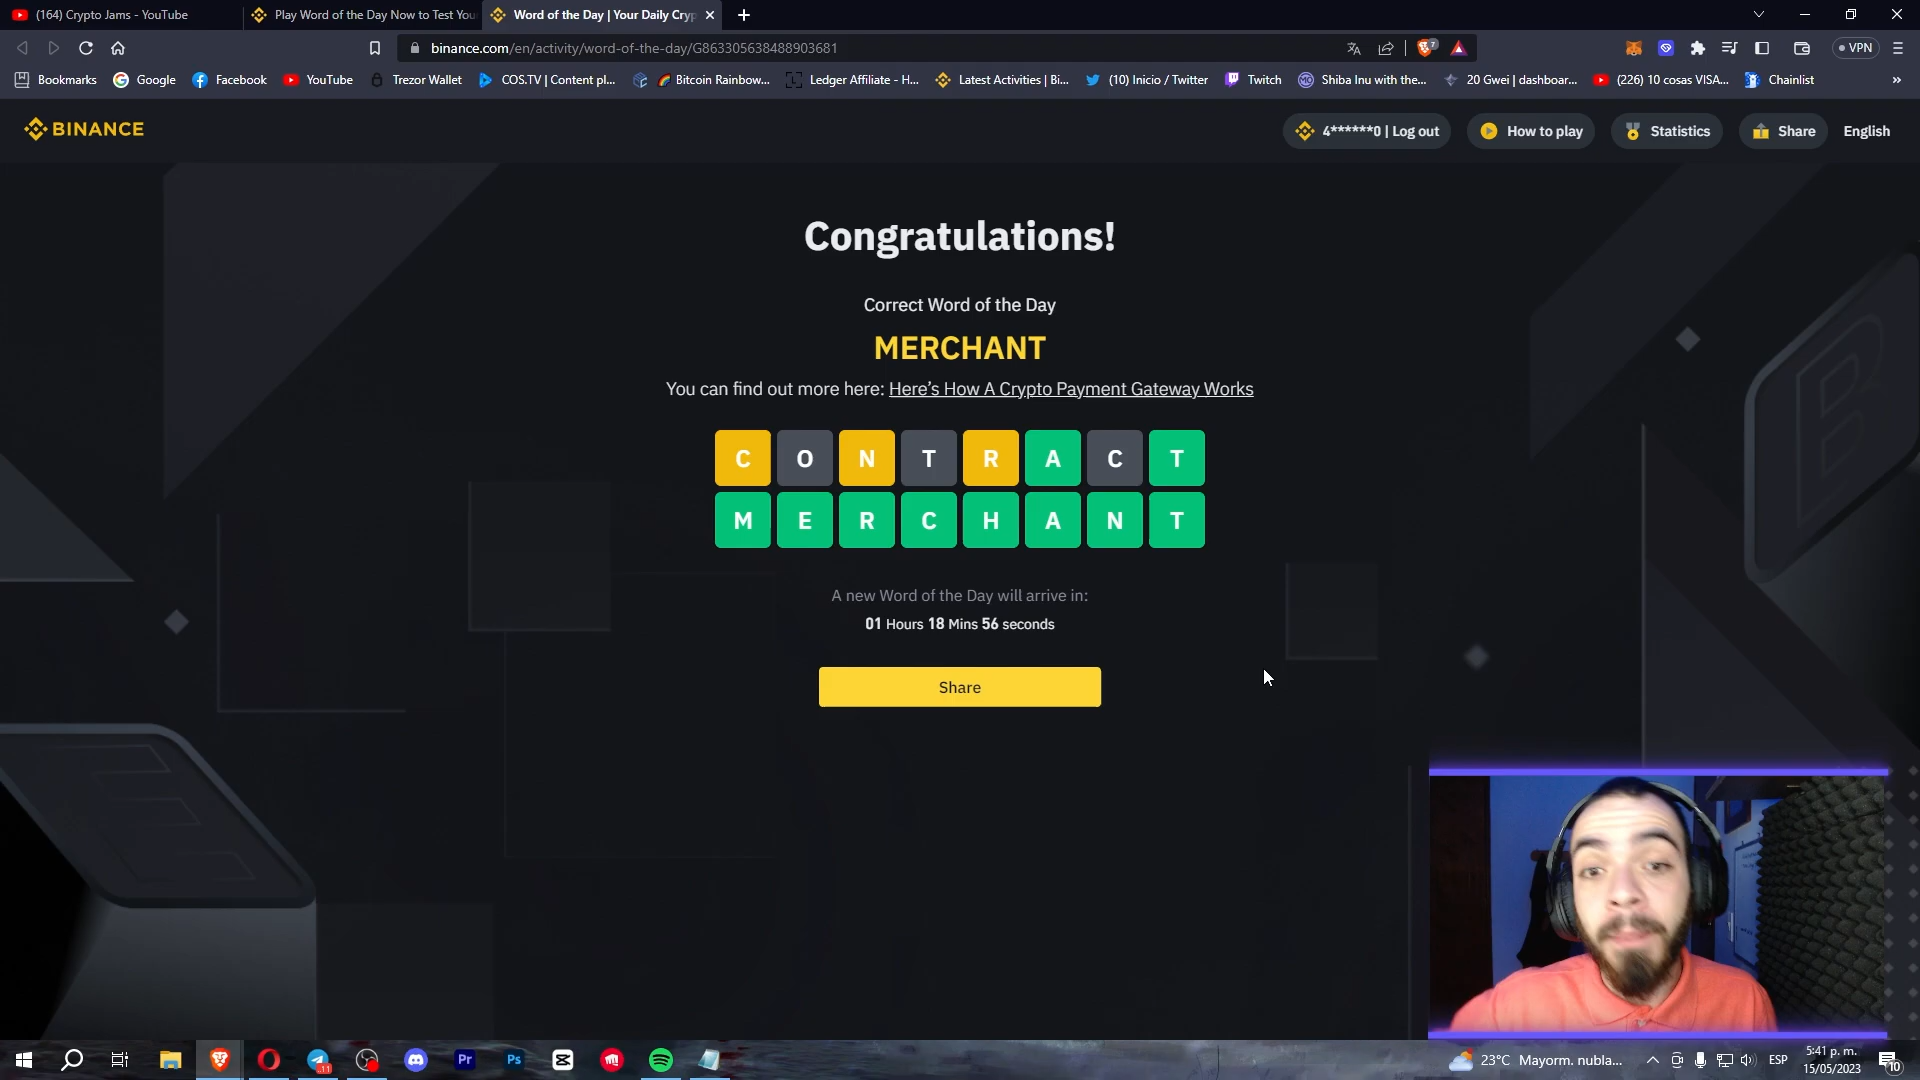 (164) Crypto Jams - YouTube
Play Word of the Day Now to Test You
Word of the Day | Your Daily Cryp
binance.com/en/activity/word-of-the-day/G863305638488903681
7
VPN
Bookmarks
Google
Facebook
YouTube
Trezor Wallet
COS.TV | Content pl...
Bitcoin Rainbow...
Ledger Affiliate - H...
Latest Activities | Bi...
(10) Inicio / Twitter
Twitch
Shiba Inu with the...
20 Gwei | dashboar...
(226) 10 cosas VISA...
Chainlist
BINANCE
4******0 | Log out
How to play
Statistics
Share
English
Congratulations!
Correct Word of the Day
MERCHANT
You can find out more here: Here's How A Crypto Payment Gateway Works
C O N T R A C T
M E R C H A N T
A new Word of the Day will arrive in:
01 Hours 18 Mins 56 seconds
Share
11
Pr
Ps
23°C Mayorm. nubla...
ESP
5:41 p. m.
15/05/2023
10